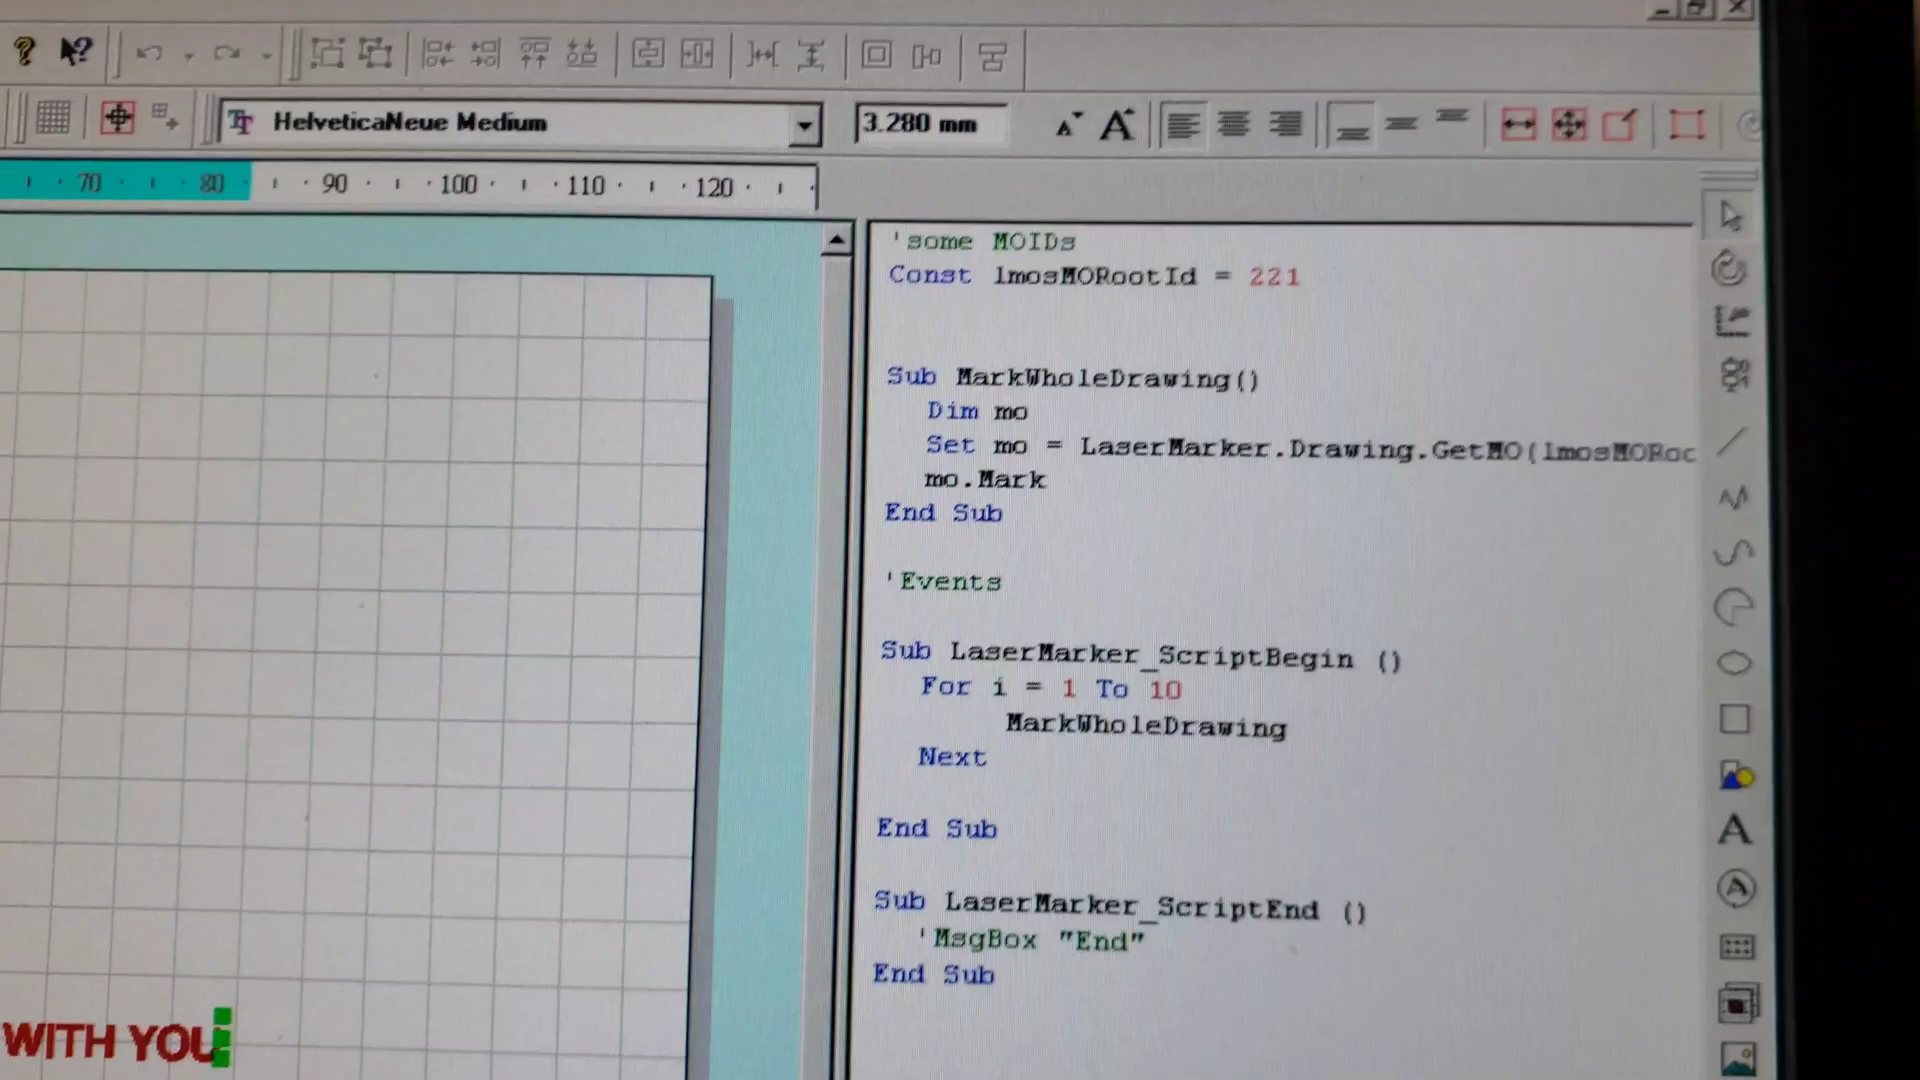 HelveticaNeue Medium
3.280 mm
70 80 90 100 110 120
'some MOIDs
Const lmosMORootId = 221
Sub MarkWholeDrawing()
Dim mo
Set mo = LaserMarker.Drawing.GetMO(lmosMORoc
mo.Mark
End Sub
'Events
Sub LaserMarker_ScriptBegin ()
For i = 1 To 10
MarkWholeDrawing
Next
End Sub
Sub LaserMarker_ScriptEnd ()
'MsgBox "End"
End Sub
WITH YOU